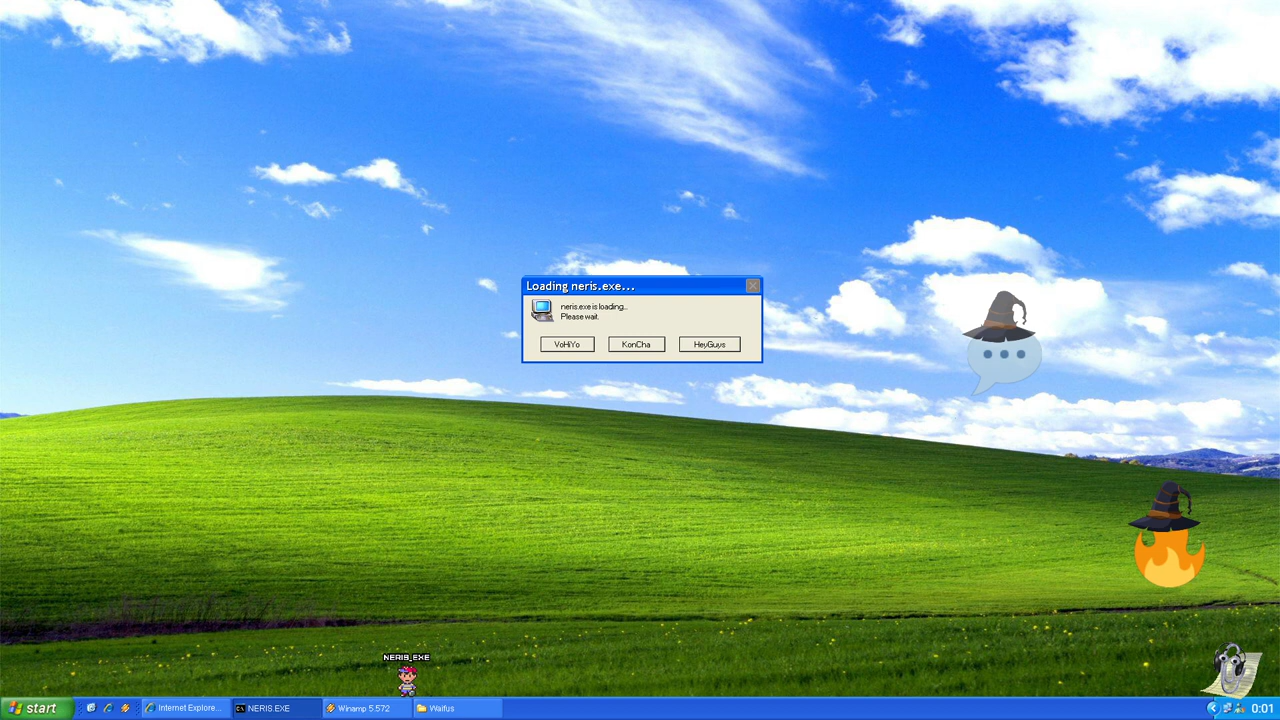 Loading neris.exe...
neris.exe is loading...
Please wait.
VoHiYo
KonCha
HeyGuys
NERIS_EXE
start
Internet Explore...
NERIS.EXE
Winamp 5.572
Waifus
0:01